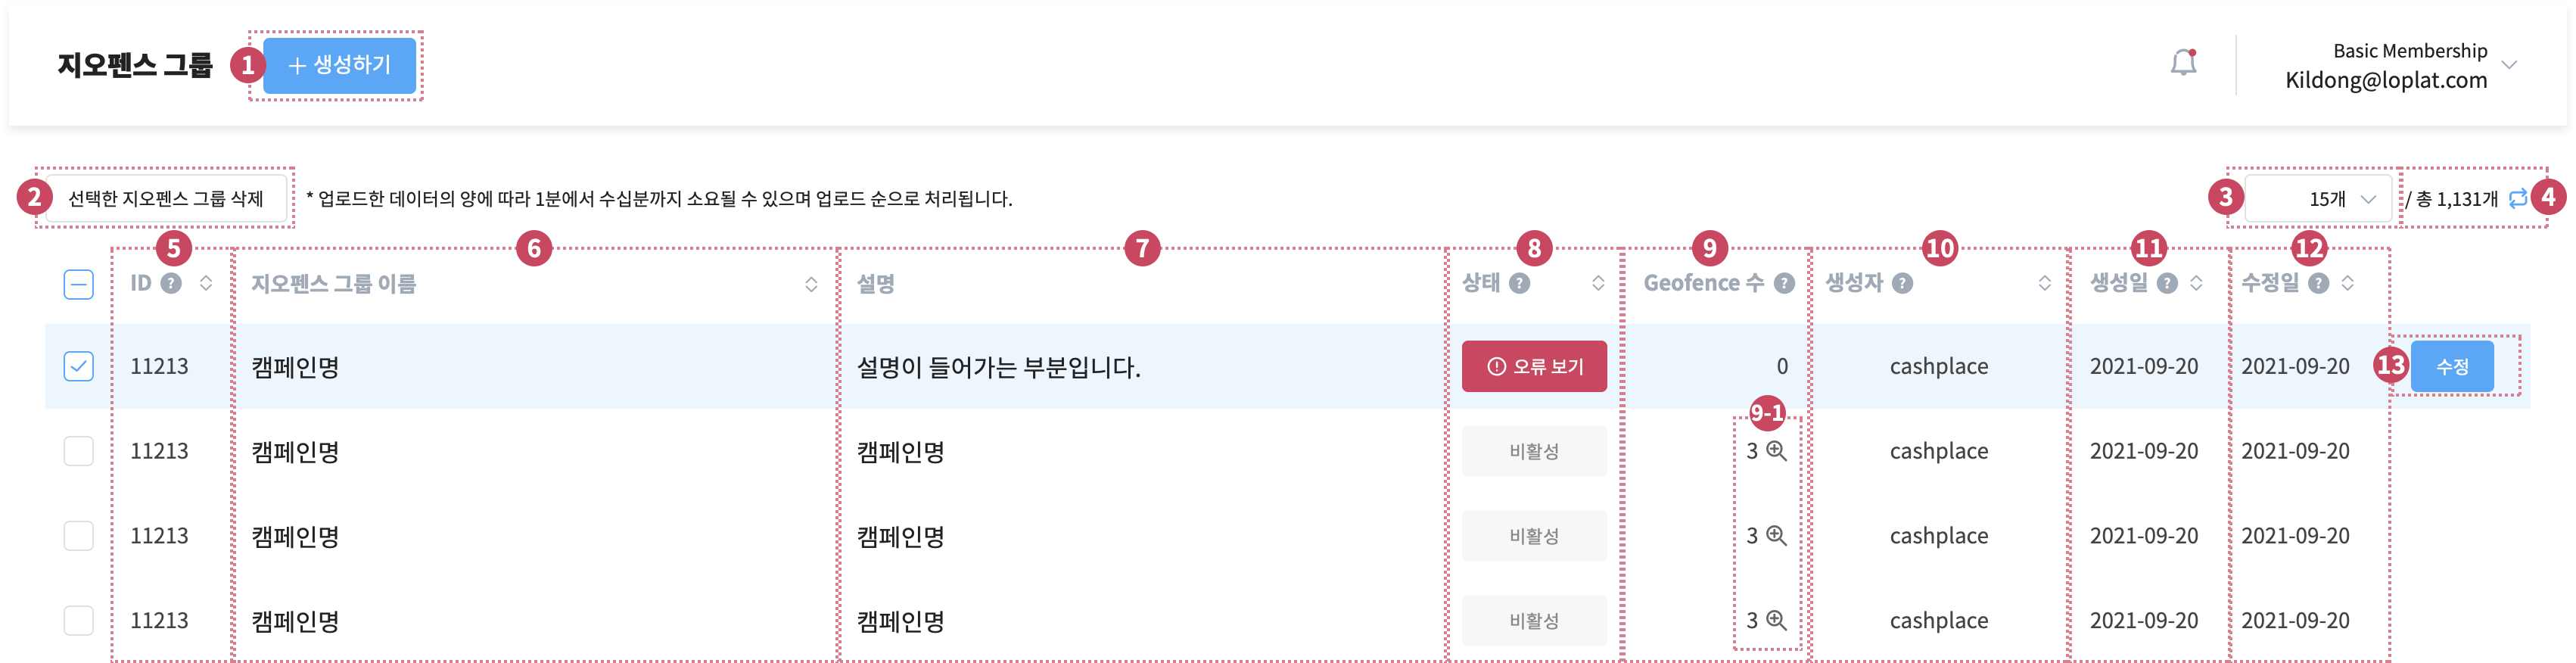 지오펜스 그룹 1 + 생성하기
Basic Membership
Kildong@loplat.com
2 선택한 지오펜스 그룹 삭제 * 업로드한 데이터의 양에 따라 1분에서 수십분까지 소요될 수 있으며 업로드 순으로 처리됩니다. 3 15개 / 총 1,131개 4
5 6 7 8 9 10 11 12
ID ? 지오펜스 그룹 이름 설명 상태 ? Geofence 수 ? 생성자 ? 생성일 ? 수정일 ?
11213 캠페인명 설명이 들어가는 부분입니다. 오류 보기 0 cashplace 2021-09-20 2021-09-20 13 수정
9-1
11213 캠페인명 캠페인명 비활성 3 cashplace 2021-09-20 2021-09-20
11213 캠페인명 캠페인명 비활성 3 cashplace 2021-09-20 2021-09-20
11213 캠페인명 캠페인명 비활성 3 cashplace 2021-09-20 2021-09-20